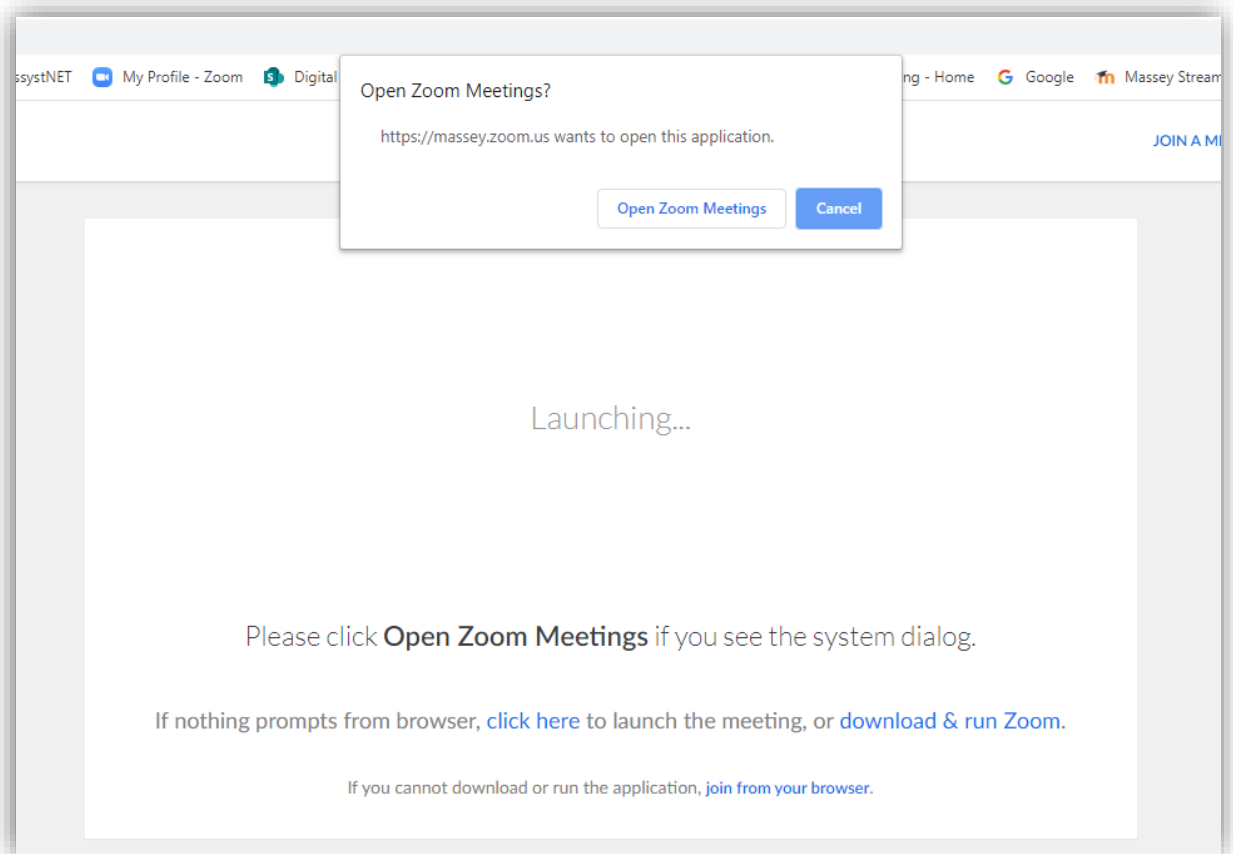 ssystNET My Profile - Zoom Digital ng - Home Google Massey Stream
Open Zoom Meetings?
https://massey.zoom.us wants to open this application.
JOIN A M
Open Zoom Meetings Cancel
Launching...
Please click Open Zoom Meetings if you see the system dialog.
If nothing prompts from browser, click here to launch the meeting, or download & run Zoom.
If you cannot download or run the application, join from your browser.